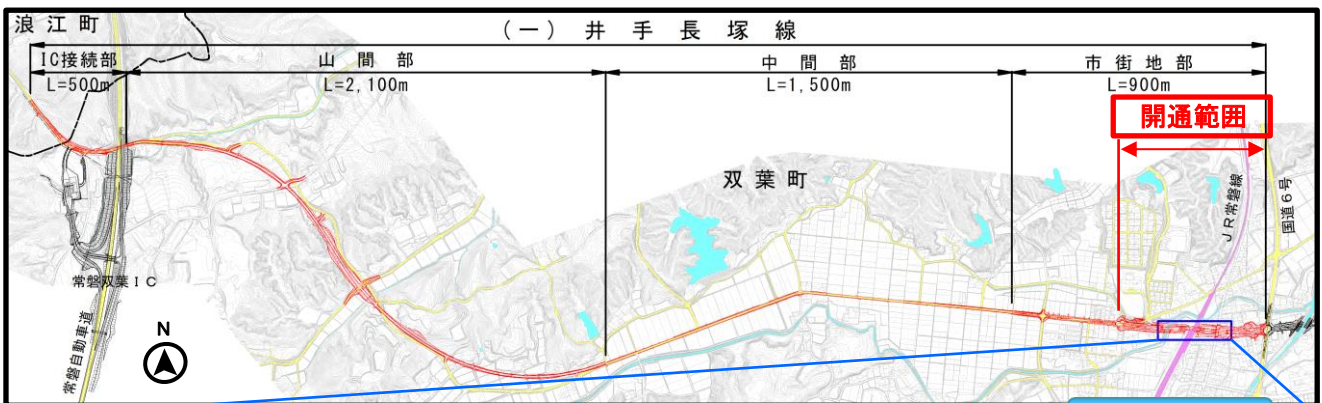 浪江町
(一) 井手長塚線
IC接続部
L=500m
山間部
L=2,100m
中間部
L=1,500m
市街地部
L=900m
開通範囲
双葉町
JR常磐線
国道6号
常磐双葉IC
常磐自動車道
N